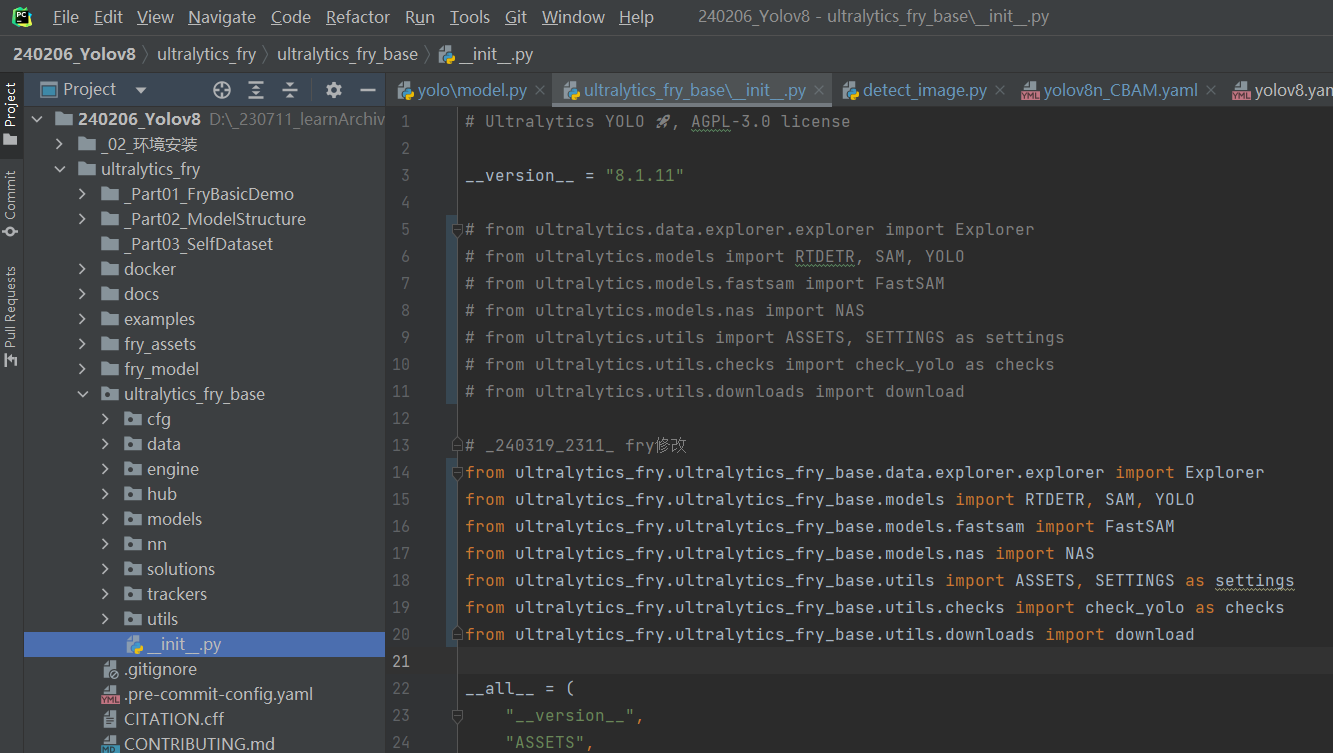 PC
File Edit View Navigate Code Refactor Run Tools Git Window Help 240206_Yolov8 - ultralytics_fry_base\__init__.py
240206_Yolov8 ultralytics_fry ultralytics_fry_base __init__.py
Project
Commit
Pull Requests
Project
240206_Yolov8 D:\_230711_learnArchiv
_02_环境安装
ultralytics_fry
_Part01_FryBasicDemo
_Part02_ModelStructure
_Part03_SelfDataset
docker
docs
examples
fry_assets
fry_model
ultralytics_fry_base
cfg
data
engine
hub
models
nn
solutions
trackers
utils
__init__.py
.gitignore
.pre-commit-config.yaml
CITATION.cff
CONTRIBUTING.md
yolo\model.py ultralytics_fry_base\__init__.py detect_image.py yolov8n_CBAM.yaml yolov8.yam
1 # Ultralytics YOLO 🚀, AGPL-3.0 license
2
3 __version__ = "8.1.11"
4
5 # from ultralytics.data.explorer.explorer import Explorer
6 # from ultralytics.models import RTDETR, SAM, YOLO
7 # from ultralytics.models.fastsam import FastSAM
8 # from ultralytics.models.nas import NAS
9 # from ultralytics.utils import ASSETS, SETTINGS as settings
10 # from ultralytics.utils.checks import check_yolo as checks
11 # from ultralytics.utils.downloads import download
12
13 # _240319_2311_ fry修改
14 from ultralytics_fry.ultralytics_fry_base.data.explorer.explorer import Explorer
15 from ultralytics_fry.ultralytics_fry_base.models import RTDETR, SAM, YOLO
16 from ultralytics_fry.ultralytics_fry_base.models.fastsam import FastSAM
17 from ultralytics_fry.ultralytics_fry_base.models.nas import NAS
18 from ultralytics_fry.ultralytics_fry_base.utils import ASSETS, SETTINGS as settings
19 from ultralytics_fry.ultralytics_fry_base.utils.checks import check_yolo as checks
20 from ultralytics_fry.ultralytics_fry_base.utils.downloads import download
21
22 __all__ = (
23 "__version__",
24 "ASSETS",